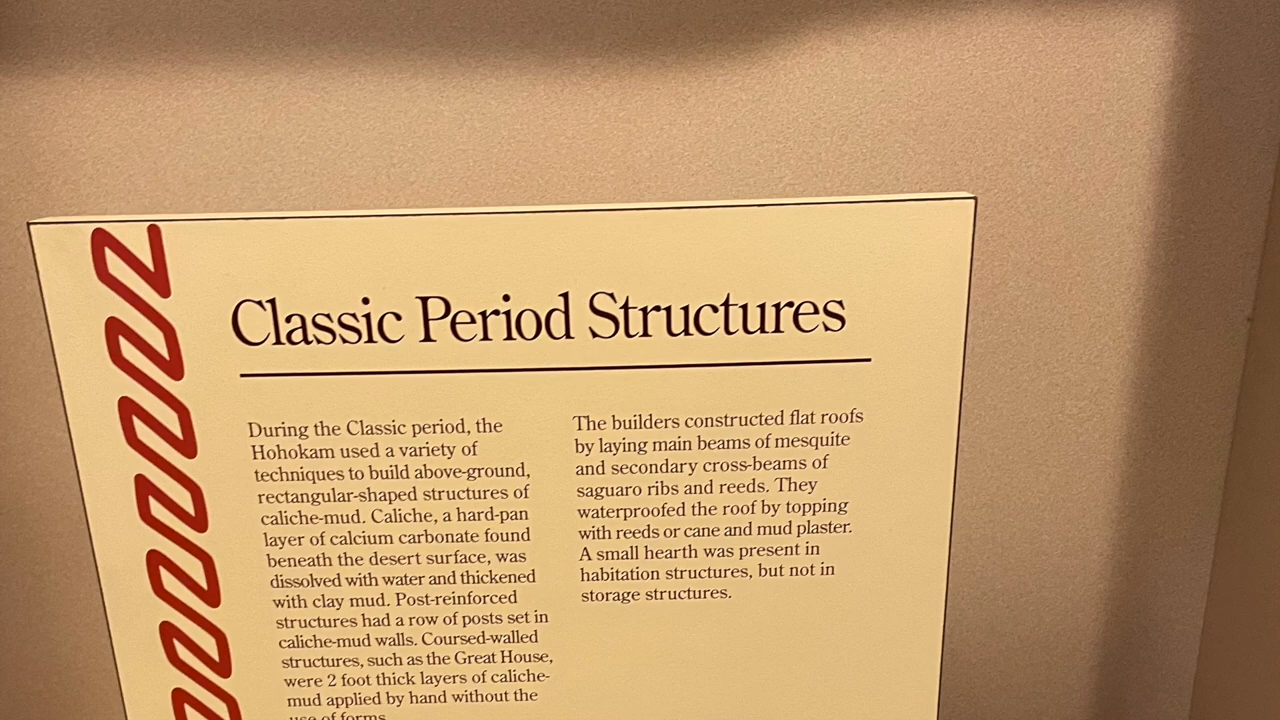 Classic Period Structures
During the Classic period, the
Hohokam used a variety of
techniques to build above-ground,
rectangular-shaped structures of
caliche-mud. Caliche, a hard-pan
layer of calcium carbonate found
beneath the desert surface, was
dissolved with water and thickened
with clay mud. Post-reinforced
structures had a row of posts set in
caliche-mud walls. Coursed-walled
structures, such as the Great House,
were 2 foot thick layers of caliche-
mud applied by hand without the
use of forms.
The builders constructed flat roofs
by laying main beams of mesquite
and secondary cross-beams of
saguaro ribs and reeds. They
waterproofed the roof by topping
with reeds or cane and mud plaster.
A small hearth was present in
habitation structures, but not in
storage structures.